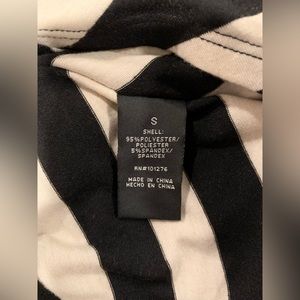 S
SHELL:
95%POLYESTER/
POLIESTER
5%SPANDEX/
SPANDEX
RN#101276
MADE IN CHINA
HECHO EN CHINA